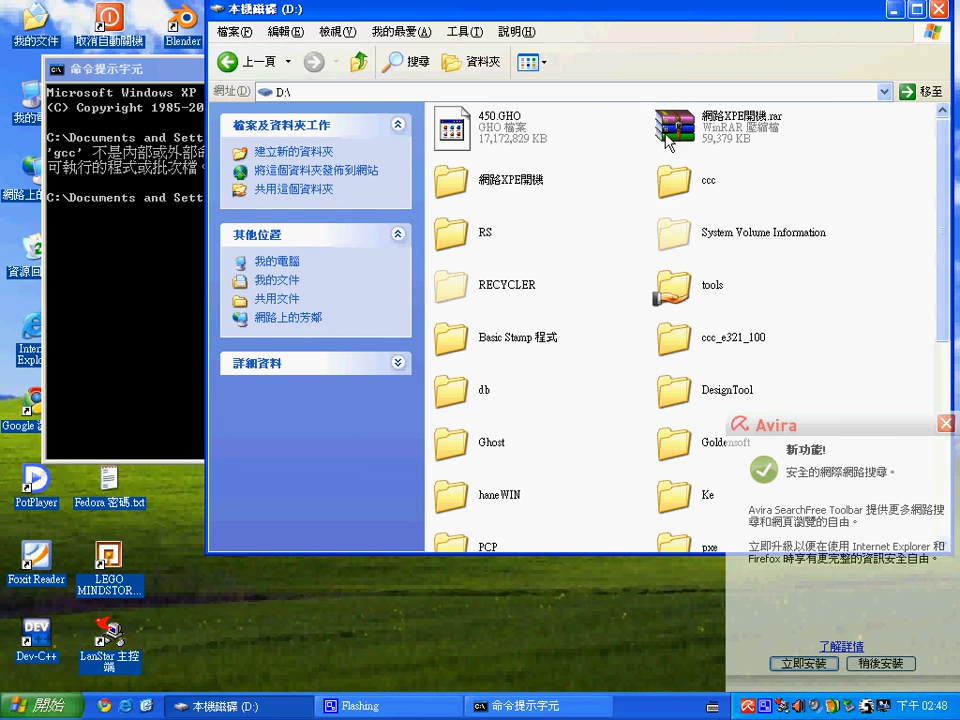 我的文件
取消自動關機
Blender
命令提示字元
Microsoft Windows XP
(C) Copyright 1985-20
C:\Documents and Sett
'gcc' 不是內部或外部命
可執行的程式或批次檔。
C:\Documents and Sett
本機磁碟 (D:)
檔案(F) 編輯(E) 檢視(V) 我的最愛(A) 工具(T) 說明(H)
上一頁 搜尋 資料夾
網址(D) D:\ 移至
檔案及資料夾工作
建立新的資料夾
將這個資料夾發佈到網站
共用這個資料夾
其他位置
我的電腦
我的文件
共用文件
網路上的芳鄰
詳細資料
450.GHO
GHO 檔案
17,172,829 KB
網路XPE開機.rar
WinRAR 壓縮檔
59,379 KB
網路XPE開機
ccc
RS
System Volume Information
RECYCLER
tools
Basic Stamp 程式
ccc_e321_100
db
DesignTool
Ghost
Goldensoft
haneWIN
Ke
PCP
pxe
我的
網路上的
資源回
Inter
Explo
Google
PotPlayer
Fedora 密碼.txt
Foxit Reader
LEGO
MINDSTOR...
DEV
Dev-C++
LanStar 主控
端
Avira
新功能!
安全的網際網路搜尋。
Avira SearchFree Toolbar 提供更多網路搜
尋和網頁瀏覽的自由。
立即升級以便在使用 Internet Explorer 和
Firefox 時享有更完整的資訊安全自由。
了解詳情
立即安裝 稍後安裝
開始
本機磁碟 (D:)
Flashing
命令提示字元
下午 02:48